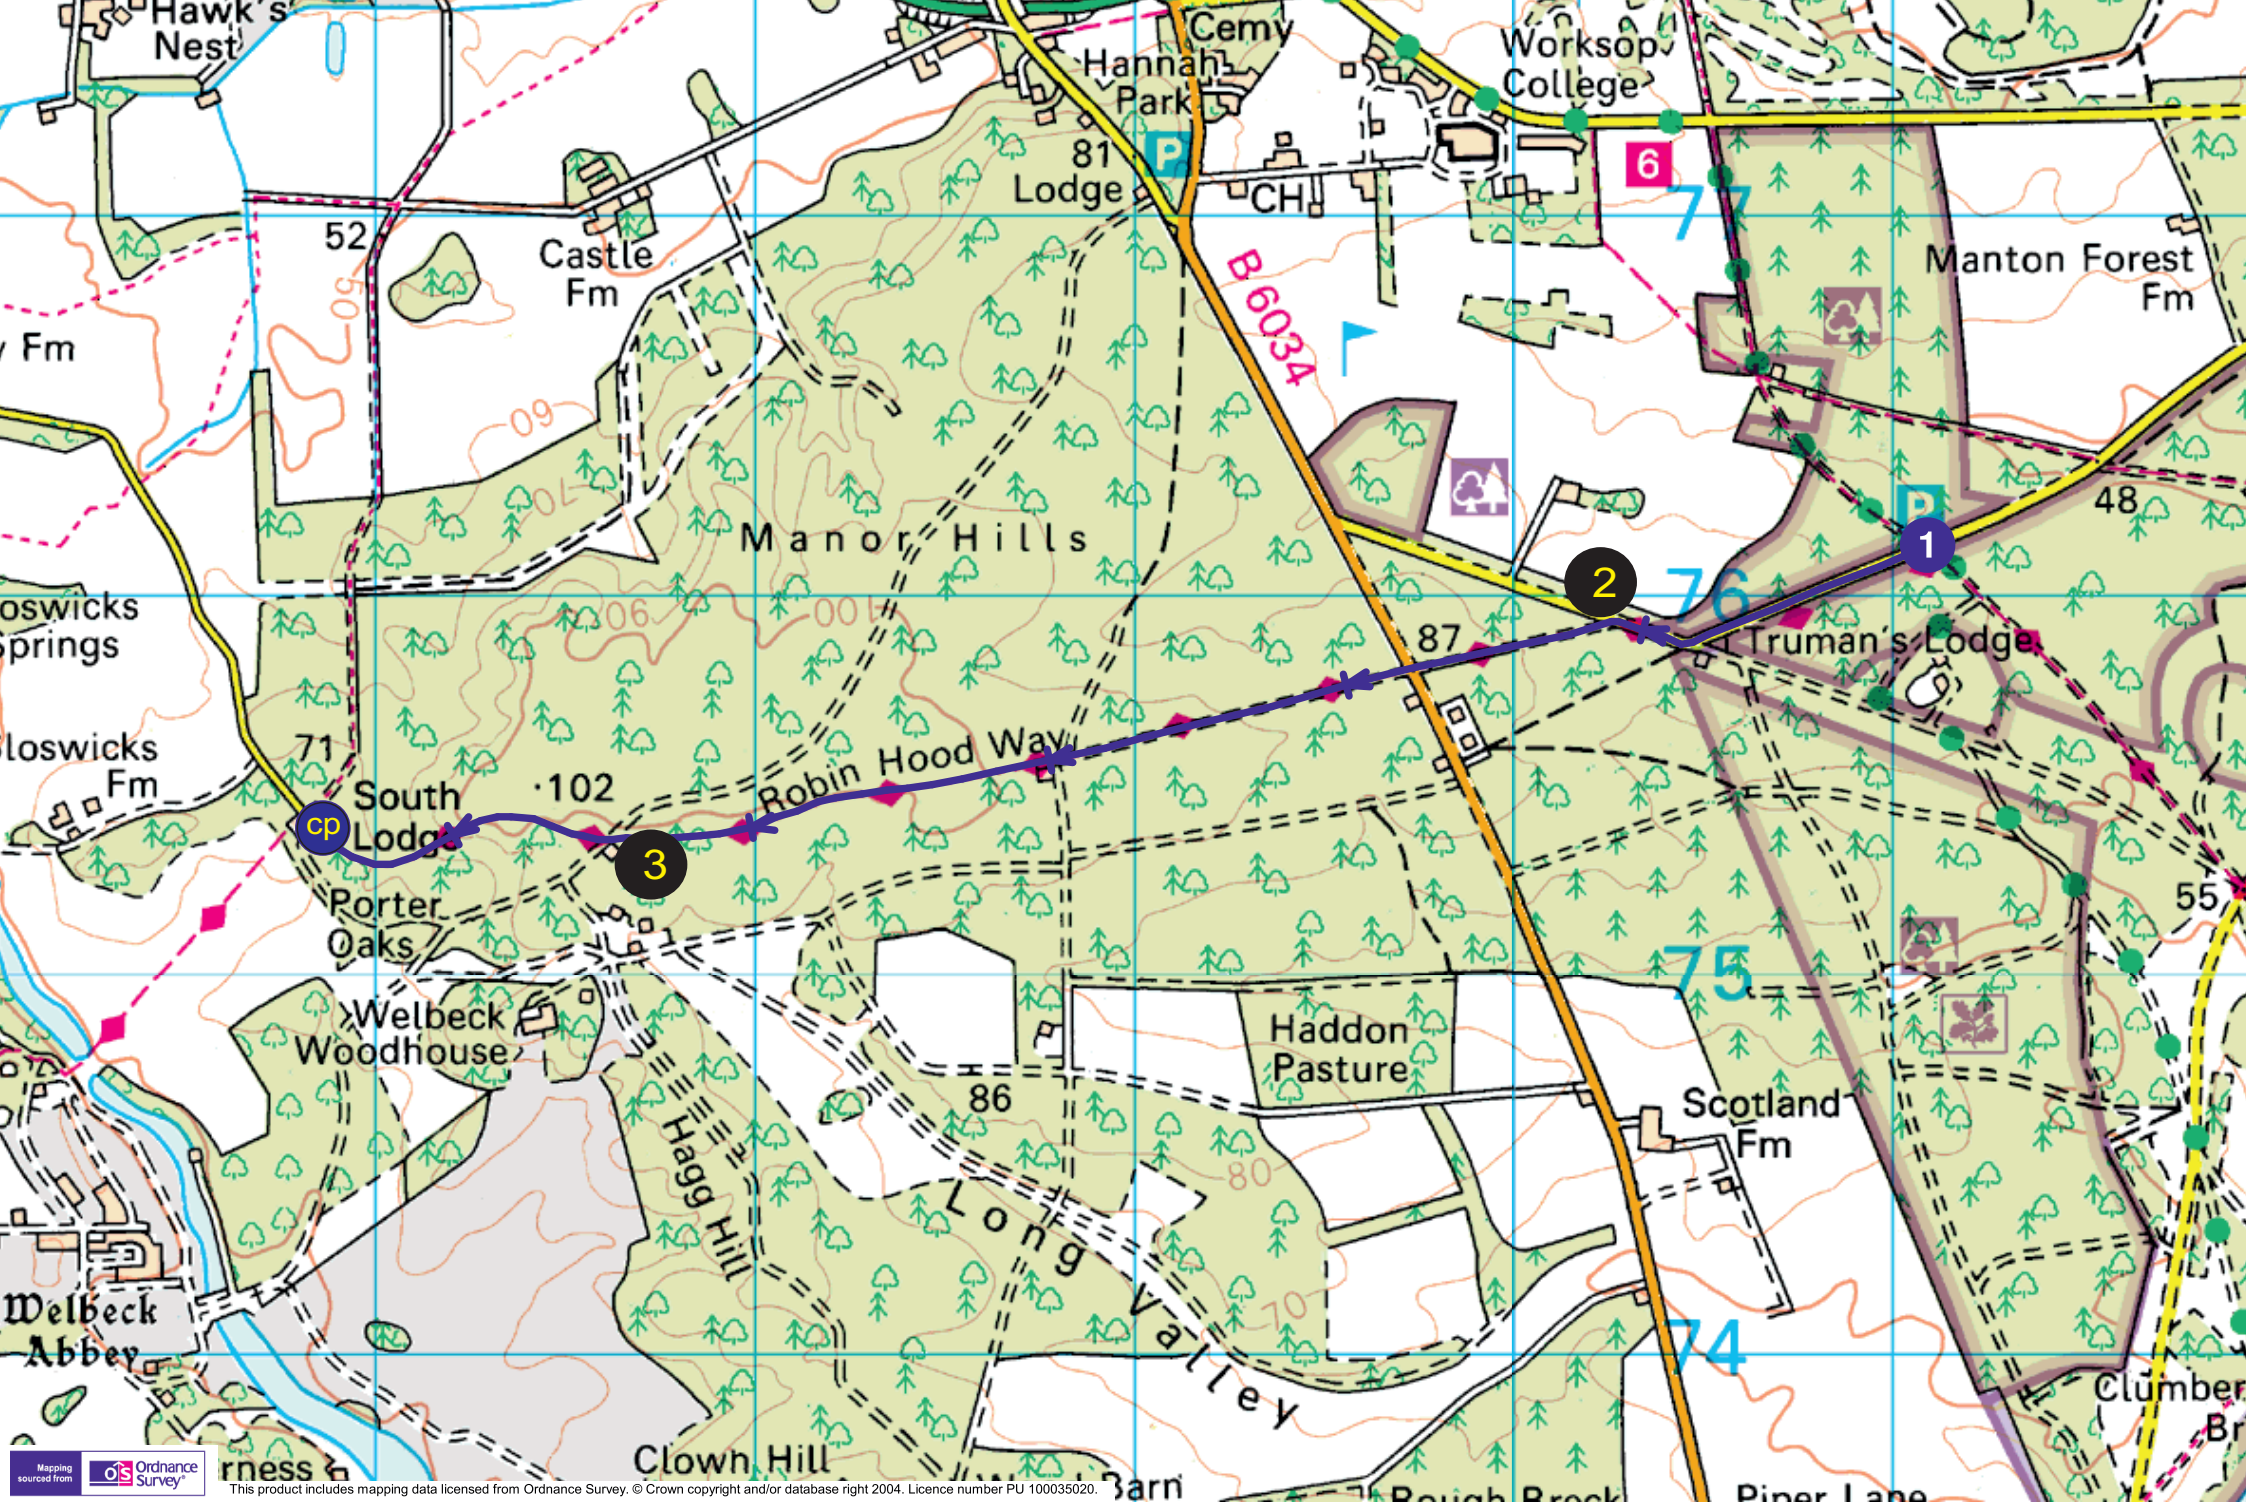 Hawk's
Nest
Cemy
Hannah
Park
Worksop
College
81
Lodge
P
CH
6
77
52
50
Castle
Fm
B 6034
Manton Forest
Fm
Fm
60
70
P
48
Manor Hills
1
2
76
90
100
oswicks
springs
87
Truman's Lodge
loswicks
Fm
71
Robin Hood Way
·102
South
Lodge
cp
3
Porter
Oaks
55
75
Welbeck
Woodhouse
Haddon
Pasture
86
Scotland
Fm
Hagg Hill
80
Long Valley
70
Welbeck
Abbey
74
Clumber
Br
Clown Hill
rness
Barn
Piper Lane
Mapping
sourced from
OS
Ordnance
Survey®
This product includes mapping data licensed from Ordnance Survey. © Crown copyright and/or database right 2004. Licence number PU 100035020.